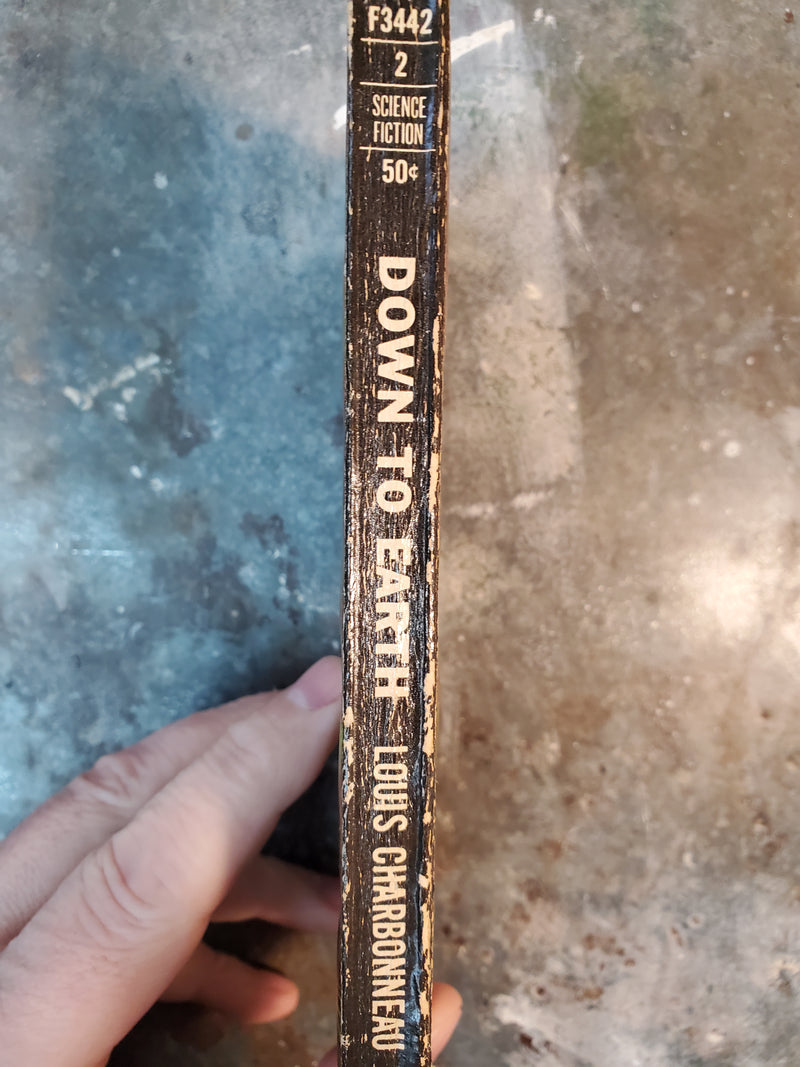 F3442
2
SCIENCE
FICTION
50¢
DOWN TO EARTH
LOUIS CHARBONNEAU